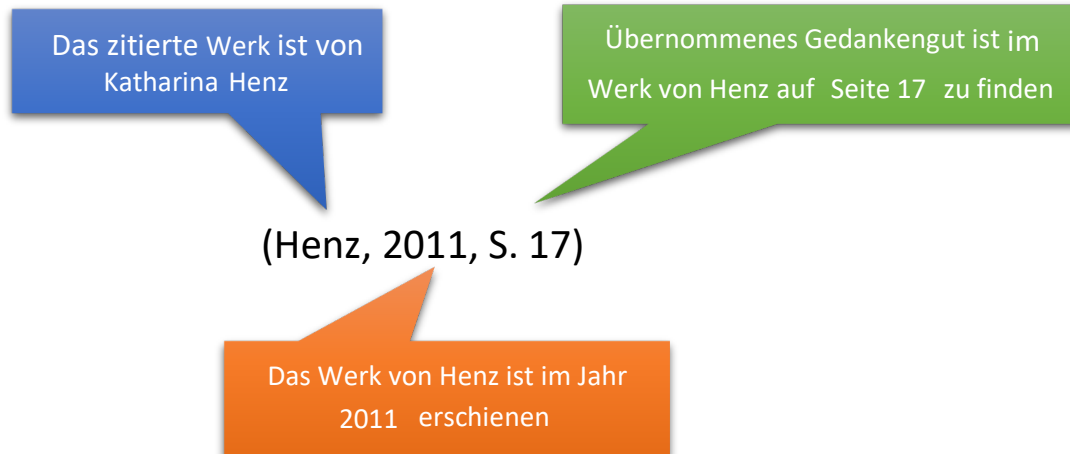 Das zitierte Werk ist von
Katharina Henz
Übernommenes Gedankengut ist im
Werk von Henz auf Seite 17 zu finden
(Henz, 2011, S. 17)
Das Werk von Henz ist im Jahr
2011 erschienen